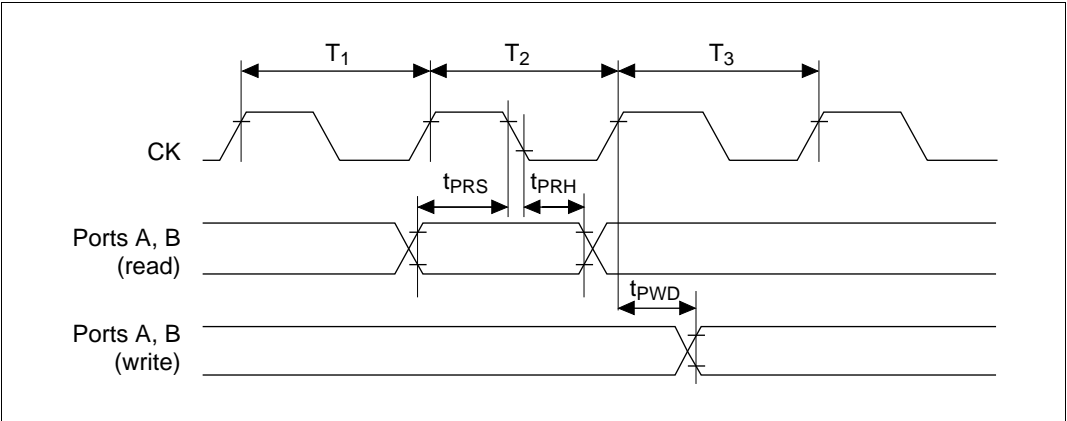 T1 T2 T3
CK
tPRS tPRH
Ports A, B
(read)
tPWD
Ports A, B
(write)